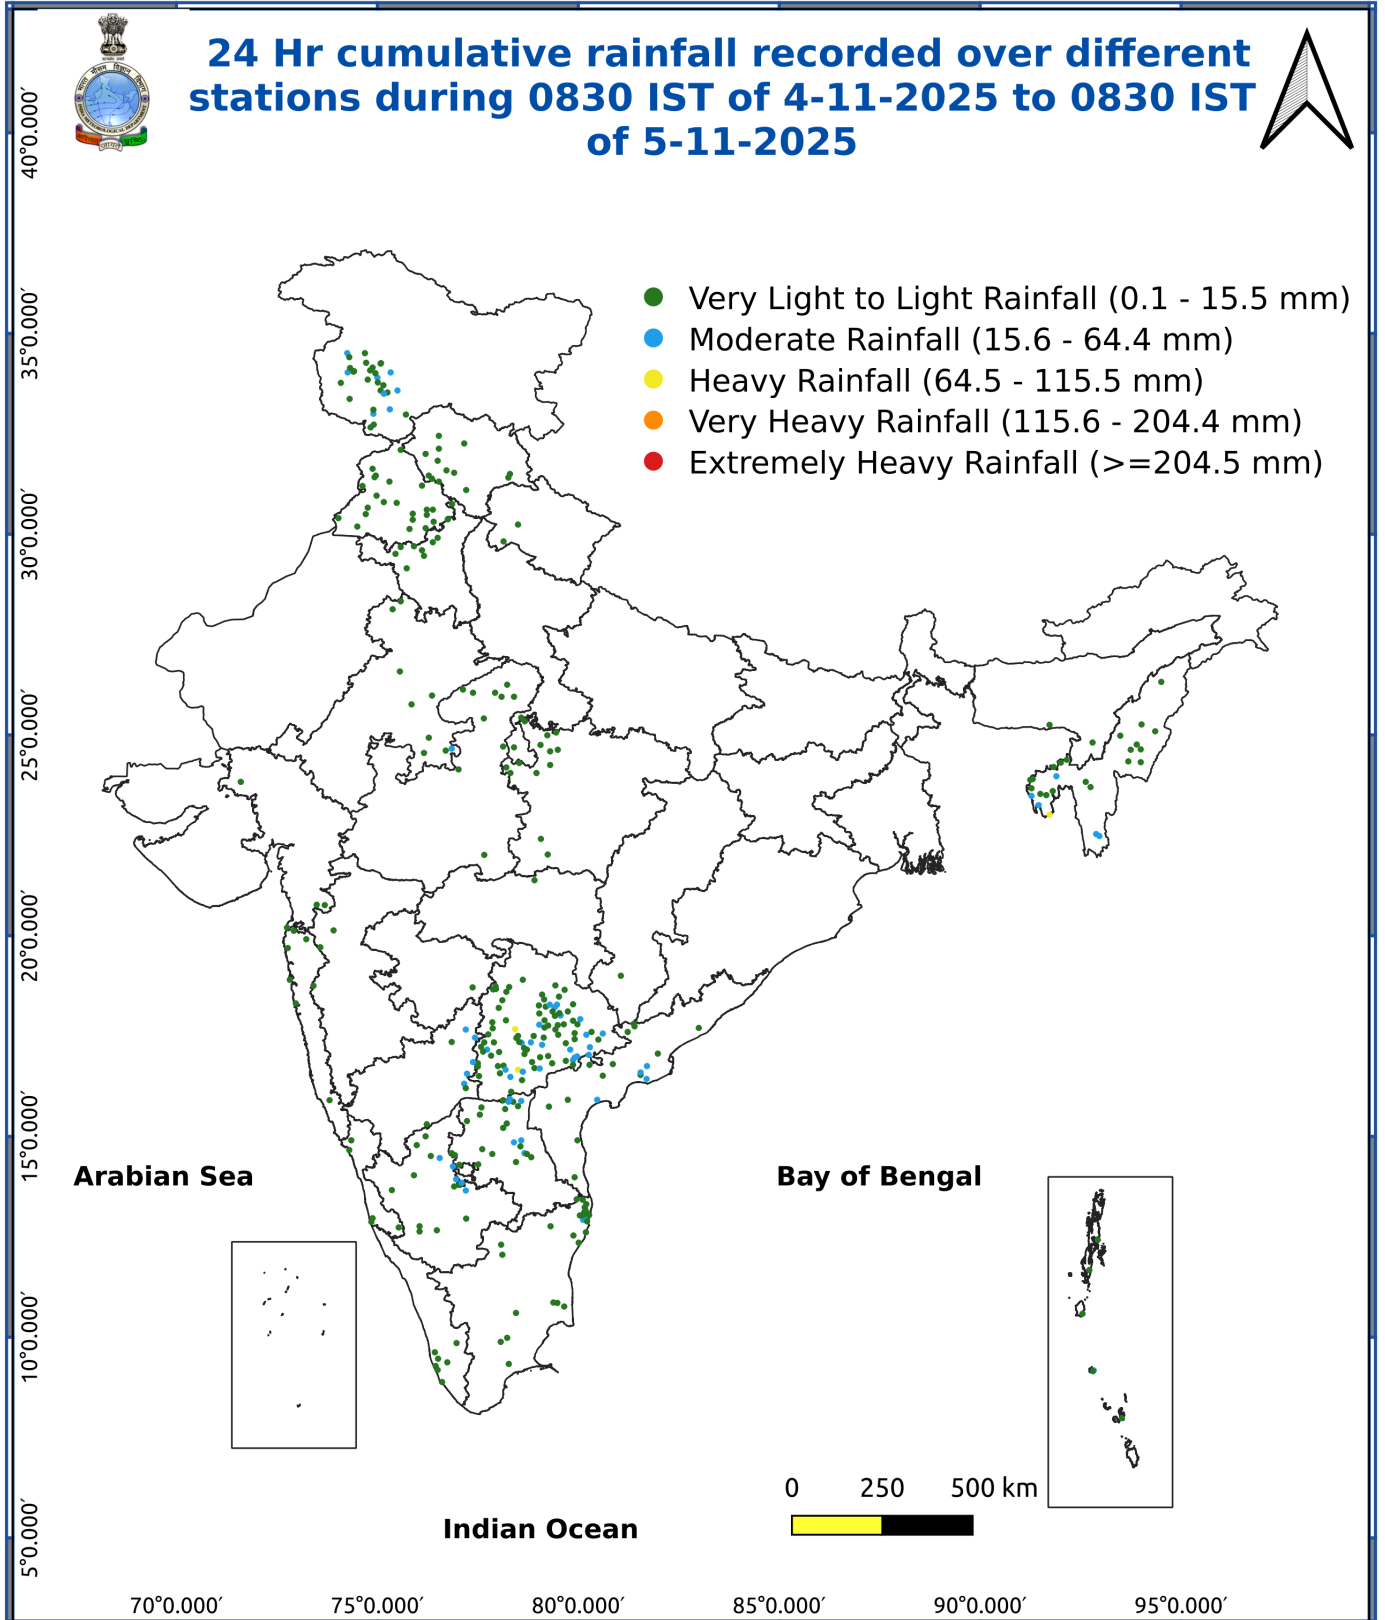 24 Hr cumulative rainfall recorded over different
stations during 0830 IST of 4-11-2025 to 0830 IST
of 5-11-2025
Very Light to Light Rainfall (0.1 - 15.5 mm)
Moderate Rainfall (15.6 - 64.4 mm)
Heavy Rainfall (64.5 - 115.5 mm)
Very Heavy Rainfall (115.6 - 204.4 mm)
Extremely Heavy Rainfall (>=204.5 mm)
40°0.000′
35°0.000′
30°0.000′
25°0.000′
20°0.000′
15°0.000′
10°0.000′
5°0.000′
Arabian Sea
Bay of Bengal
Indian Ocean
0 250 500 km
70°0.000′ 75°0.000′ 80°0.000′ 85°0.000′ 90°0.000′ 95°0.000′